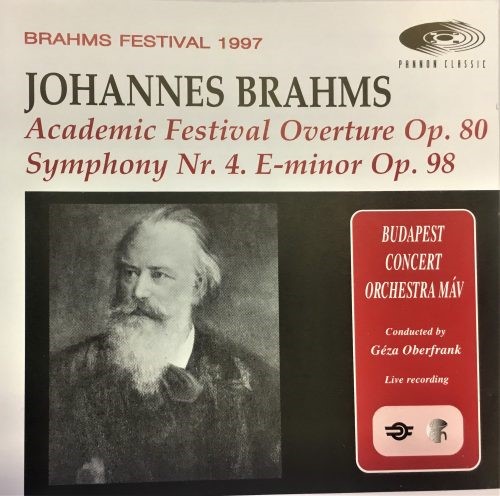 BRAHMS FESTIVAL 1997
PANNON CLASSIC
JOHANNES BRAHMS
Academic Festival Overture Op. 80
Symphony Nr. 4. E-minor Op. 98
BUDAPEST
CONCERT
ORCHESTRA MÁV
Conducted by
Géza Oberfrank
Live recording